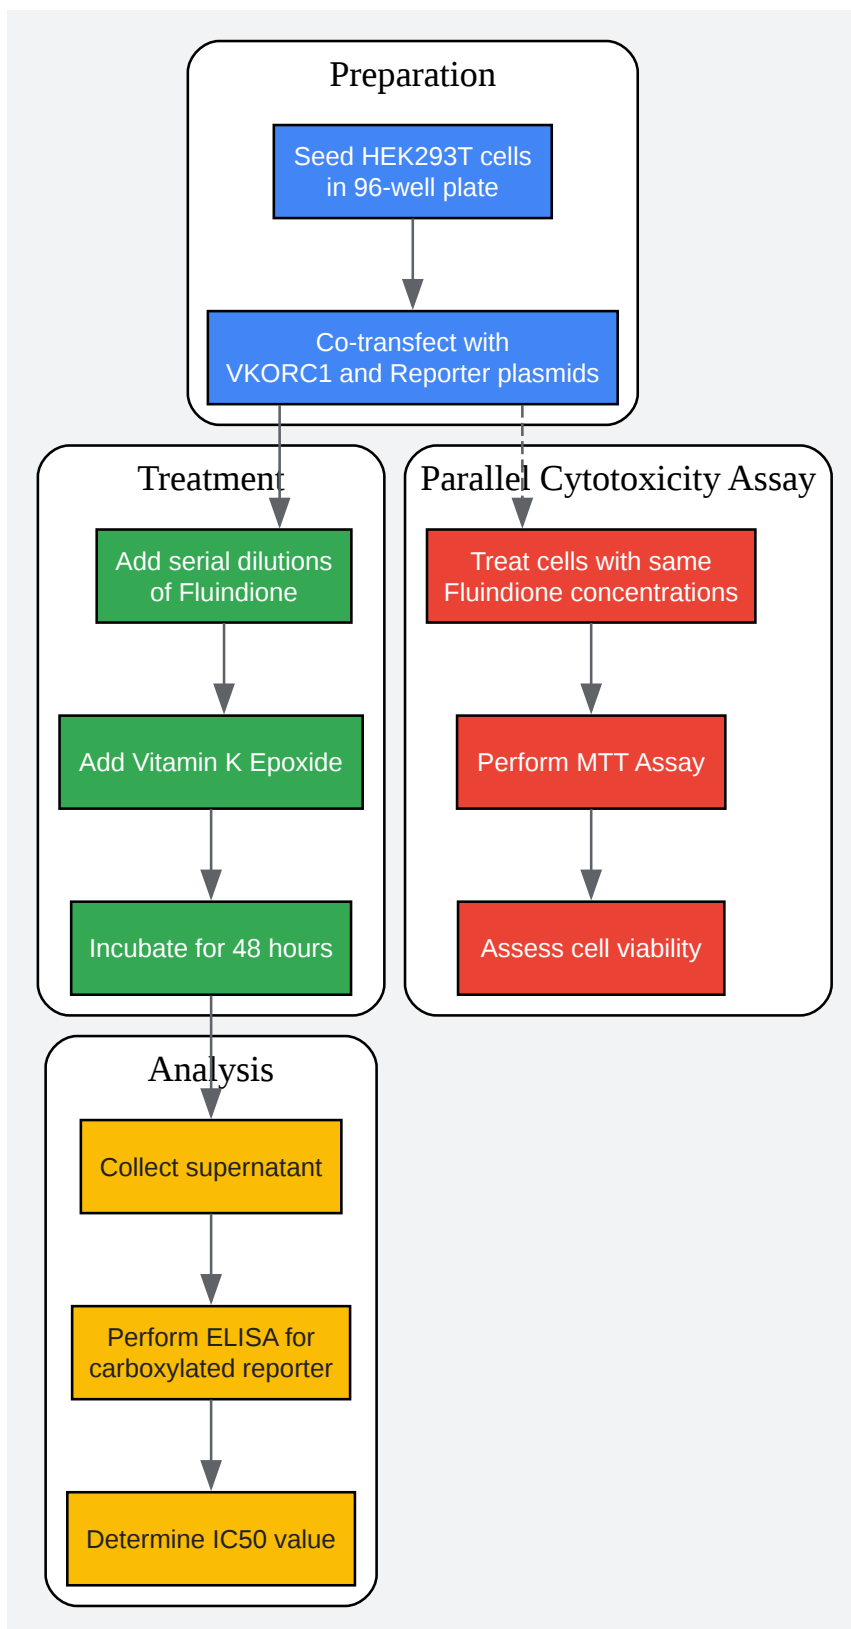 Preparation
Seed HEK293T cells
in 96-well plate
Co-transfect with
VKORC1 and Reporter plasmids
Treatment
Add serial dilutions
of Fluindione
Add Vitamin K Epoxide
Incubate for 48 hours
Parallel Cytotoxicity Assay
Treat cells with same
Fluindione concentrations
Perform MTT Assay
Assess cell viability
Analysis
Collect supernatant
Perform ELISA for
carboxylated reporter
Determine IC50 value